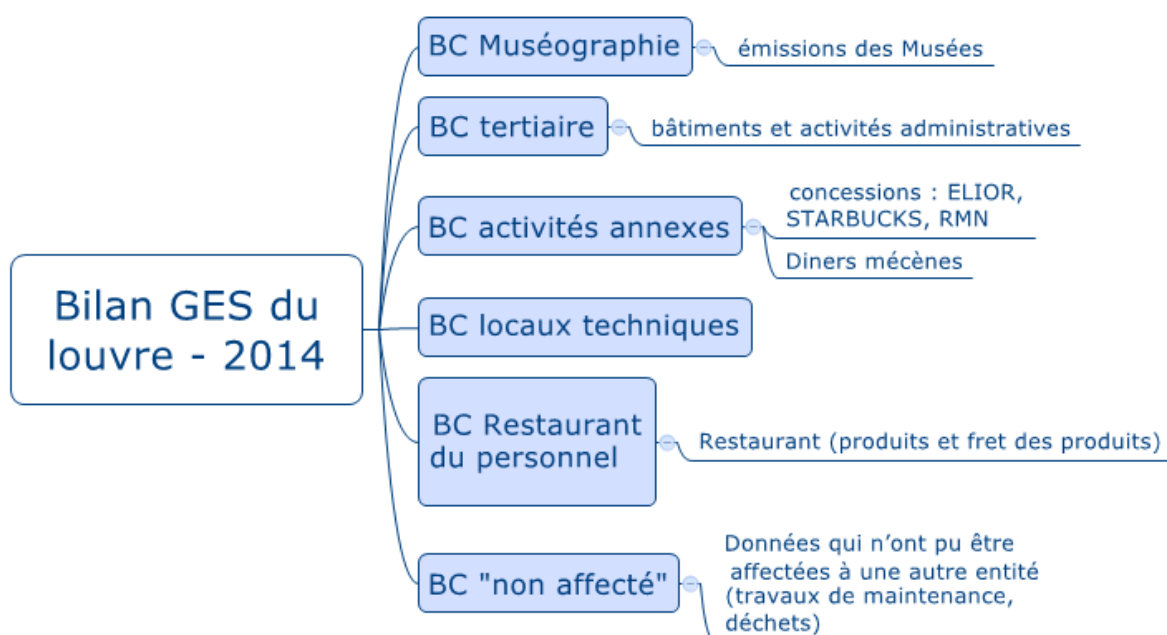 Bilan GES du
louvre - 2014
BC Muséographie
émissions des Musées
BC tertiaire
bâtiments et activités administratives
BC activités annexes
concessions : ELIOR,
STARBUCKS, RMN
Diners mécènes
BC locaux techniques
BC Restaurant
du personnel
Restaurant (produits et fret des produits)
BC "non affecté"
Données qui n'ont pu être
affectées à une autre entité
(travaux de maintenance,
déchets)